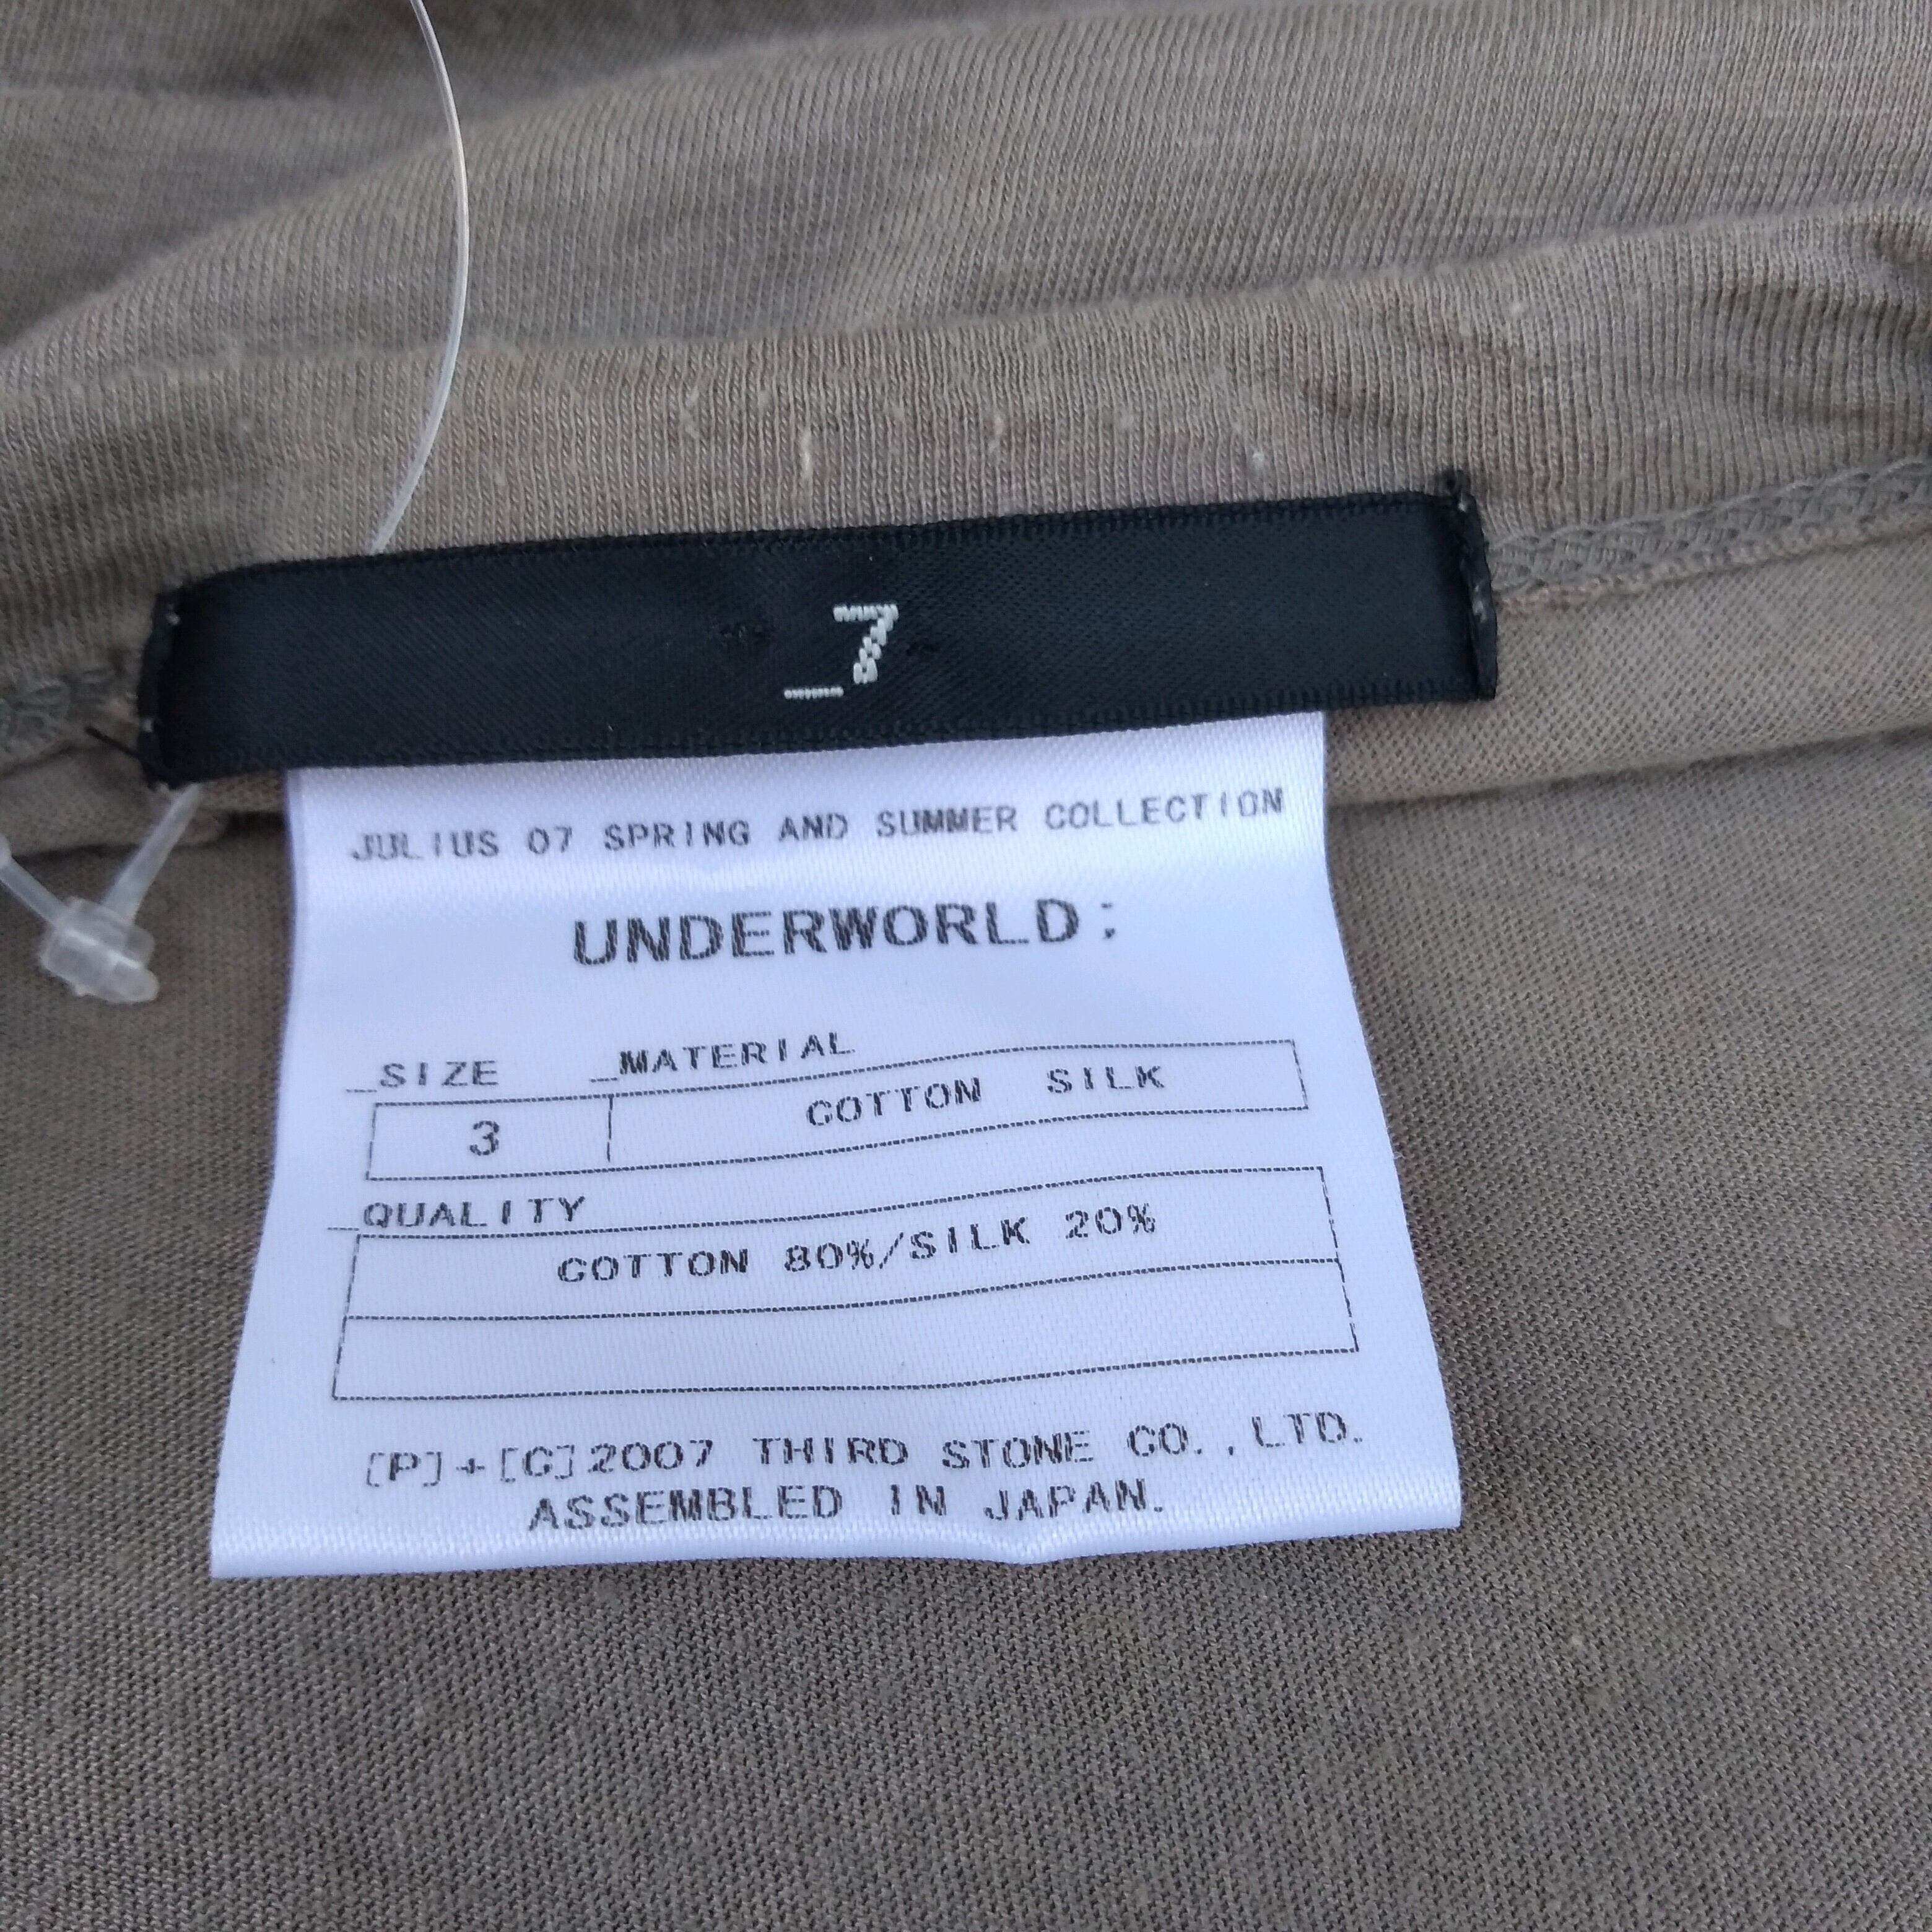 _7
JULIUS 07 SPRING AND SUMMER COLLECTION
UNDERWORLD;
_SIZE _MATERIAL
3 COTTON SILK
_QUALITY
COTTON 80%/SILK 20%
[P]+[C]2007 THIRD STONE CO.,LTD.
ASSEMBLED IN JAPAN.